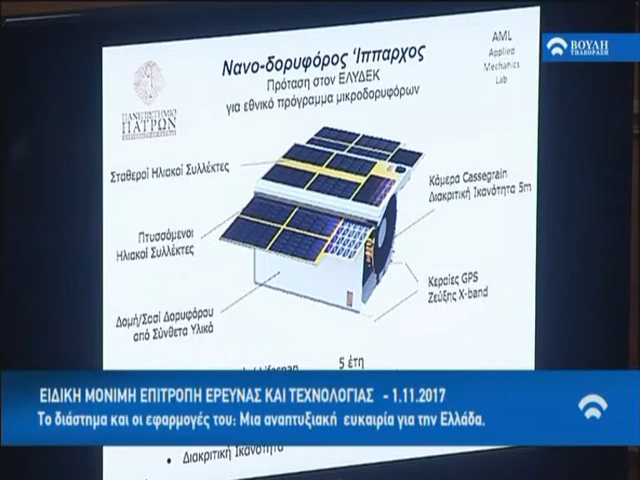 Νανο-δορυφόρος 'Ιππαρχος
Πρόταση στον ΕΛΥΔΕΚ
για εθνικό πρόγραμμα μικροδορυφόρων
AML
Applied
Mechanics
Lab
ΒΟΥΛΗ
ΤΗΛΕΟΡΑΣΗ
ΠΑΝΕΠΙΣΤΗΜΙΟ
ΠΑΤΡΩΝ
Σταθεροί Ηλιακοί Συλλέκτες
Κάμερα Cassegrain
Διακριτική Ικανότητα 5m
Πτυσσόμενοι
Ηλιακοί Συλλέκτες
Κεραίες GPS
Ζεύξης X-band
Δομή/Σασί Δορυφόρου
από Σύνθετα Υλικά
Lifespan
5 έτη
ΕΙΔΙΚΗ ΜΟΝΙΜΗ ΕΠΙΤΡΟΠΗ ΕΡΕΥΝΑΣ ΚΑΙ ΤΕΧΝΟΛΟΓΙΑΣ - 1.11.2017
Το διάστημα και οι εφαρμογές του: Μια αναπτυξιακή ευκαιρία για την Ελλάδα.
• Διακριτική Ικανότητα